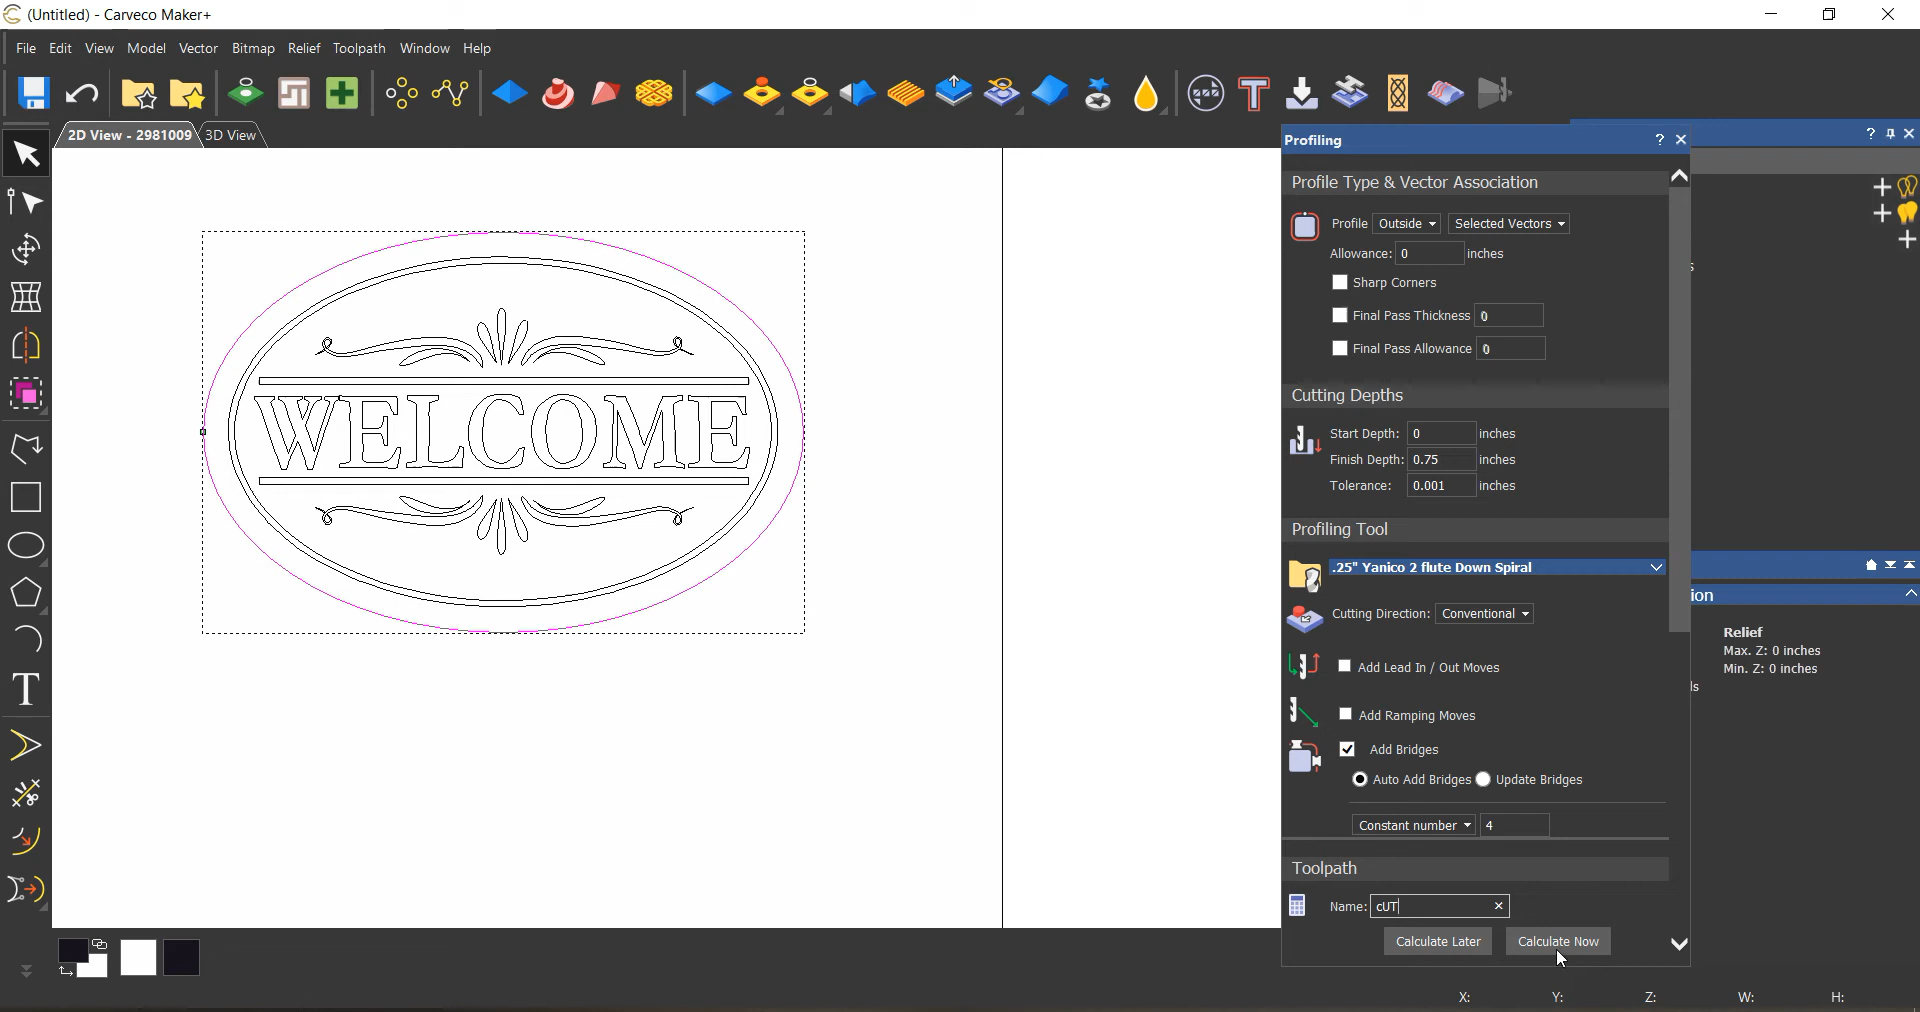 (Untitled) - Carveco Maker+
File Edit View Model Vector Bitmap Relief Toolpath Window Help
2D View - 2981009 3D View
Profiling ? ×
? ×
Profile Type & Vector Association
Profile Outside Selected Vectors
Allowance: 0 inches
Sharp Corners
Final Pass Thickness 0
Final Pass Allowance 0
Cutting Depths
Start Depth: 0 inches
Finish Depth: 0.75 inches
Tolerance: 0.001 inches
Profiling Tool
.25" Yanico 2 flute Down Spiral
Cutting Direction: Conventional
Add Lead In / Out Moves
Add Ramping Moves
Add Bridges
Auto Add Bridges Update Bridges
Constant number 4
Toolpath
Name: cUT ×
Calculate Later Calculate Now
s
ion
Relief
Max. Z: 0 inches
Min. Z: 0 inches
ls
WELCOME
T
X: Y: Z: W: H: